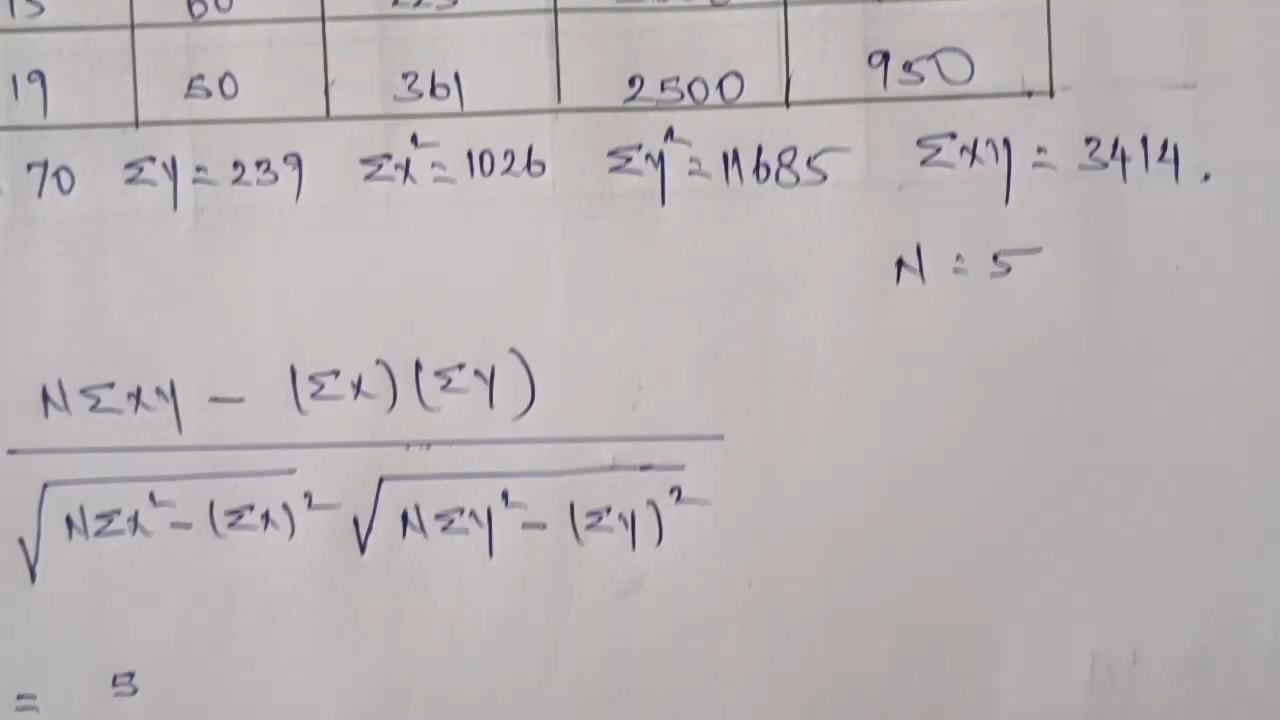 19 50 361 2500 950
70 Σy = 239 Σx² = 1026 Σy² = 11685 Σxy = 3414.
N = 5
NΣxy - (Σx)(Σy)
√NΣx² - (Σx)² √NΣy² - (Σy)²
= 5